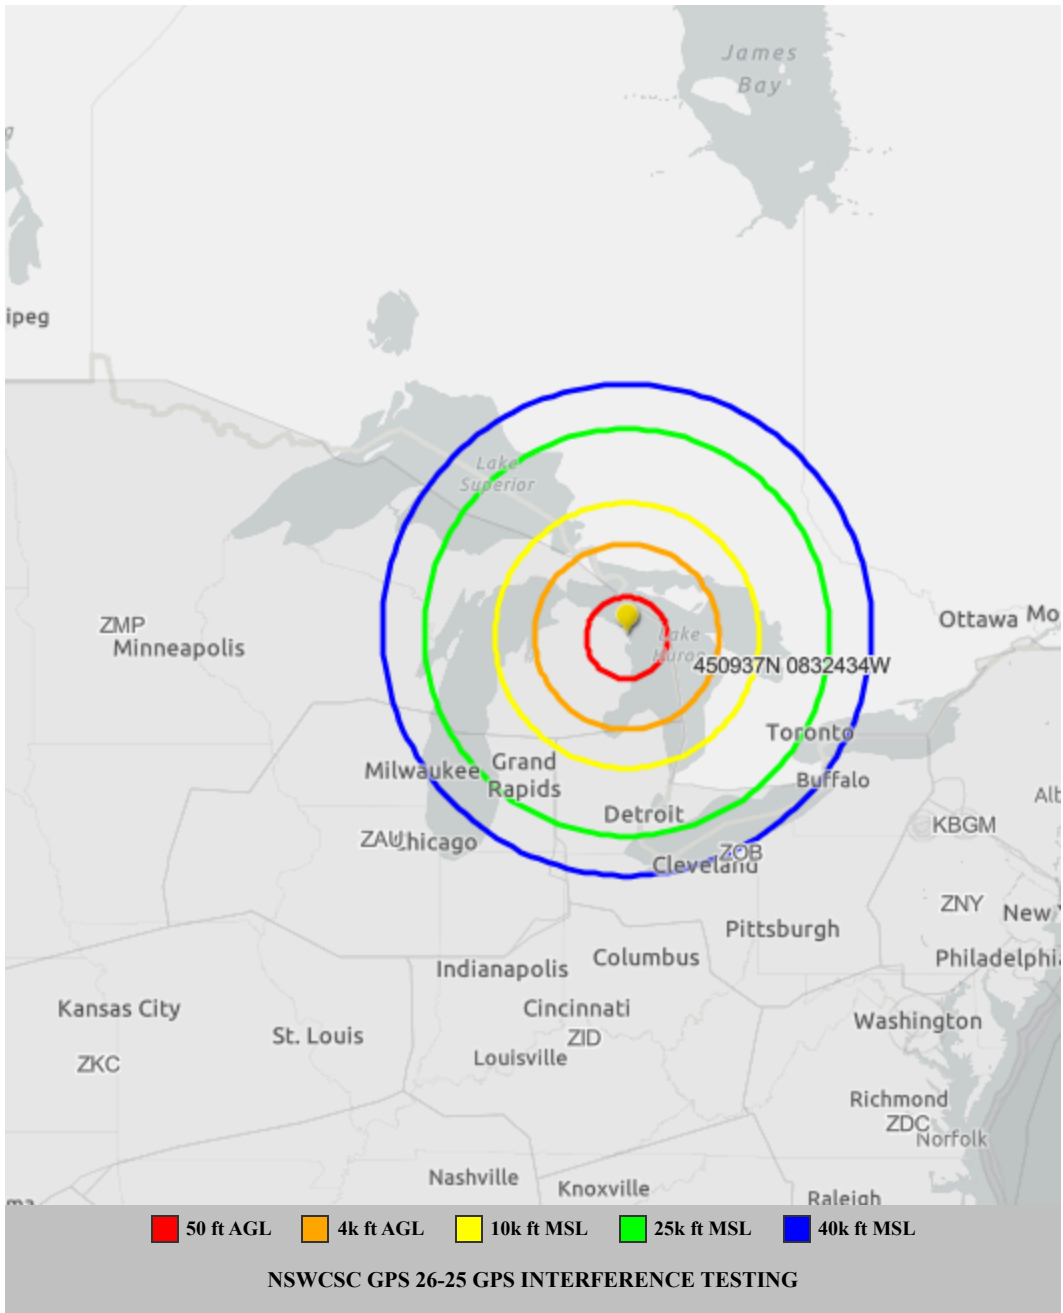 James
Bay
g
ipeg
Lake
Superior
ZMP
Minneapolis
Ottawa Mo
Lake
Huron
450937N 0832434W
Toronto
Grand
Rapids
Milwaukee
Buffalo
Alb
Detroit
KBGM
ZAU
Chicago
ZOB
Cleveland
ZNY
New Y
Pittsburgh
Columbus
Philadelphia
Indianapolis
Kansas City
Cincinnati
Washington
St. Louis
ZID
Louisville
ZKC
Richmond
ZDC
Norfolk
Nashville
Knoxville
Raleigh
ma
50 ft AGL 4k ft AGL 10k ft MSL 25k ft MSL 40k ft MSL
NSWCSC GPS 26-25 GPS INTERFERENCE TESTING